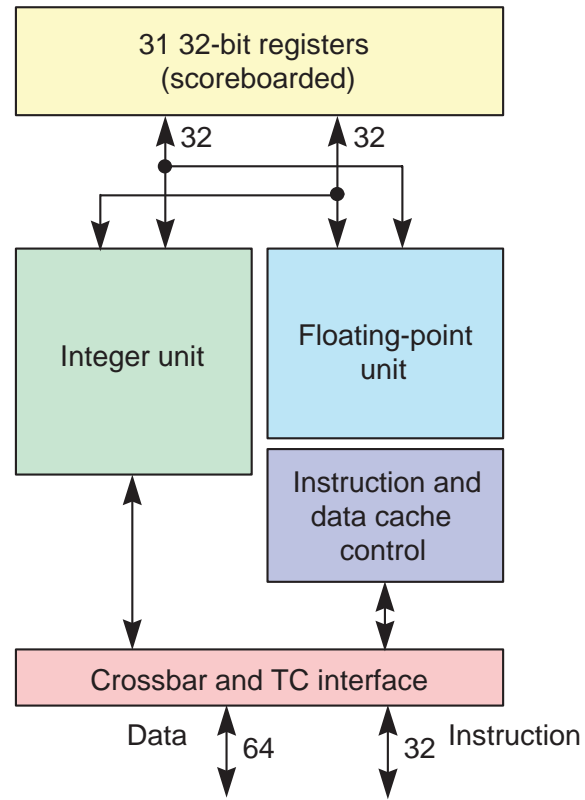 31 32-bit registers
(scoreboarded)
32
32
Integer unit
Floating-point
unit
Instruction and
data cache
control
Crossbar and TC interface
Data
64
32
Instruction